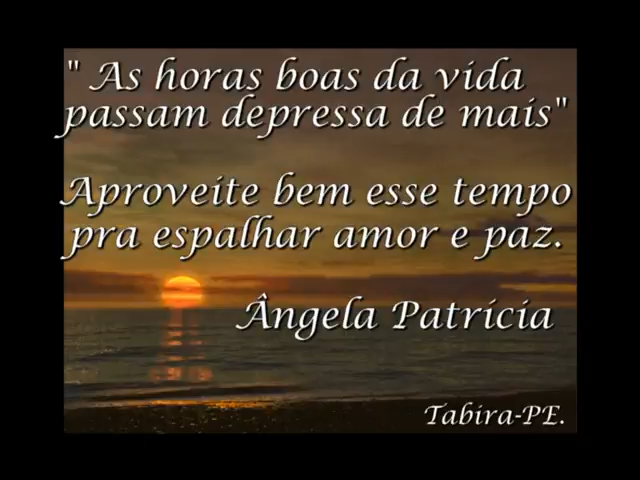 " As horas boas da vida
passam depressa de mais"
Aproveite bem esse tempo
pra espalhar amor e paz.
Ângela Patrícia
Tabira-PE.